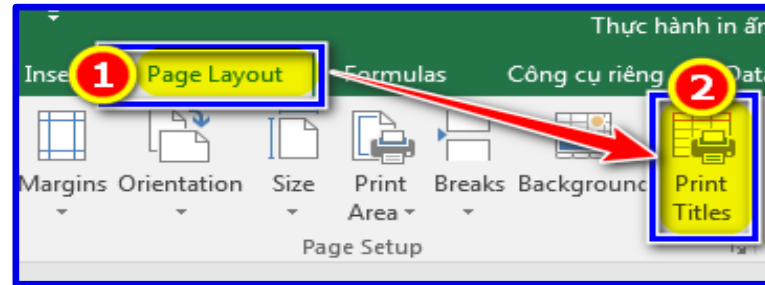 Thực hành in ấn
Inse 1 Page Layout Formulas Công cụ riêng 2 Data
Margins Orientation Size Print Area Breaks Background Print Titles
Page Setup